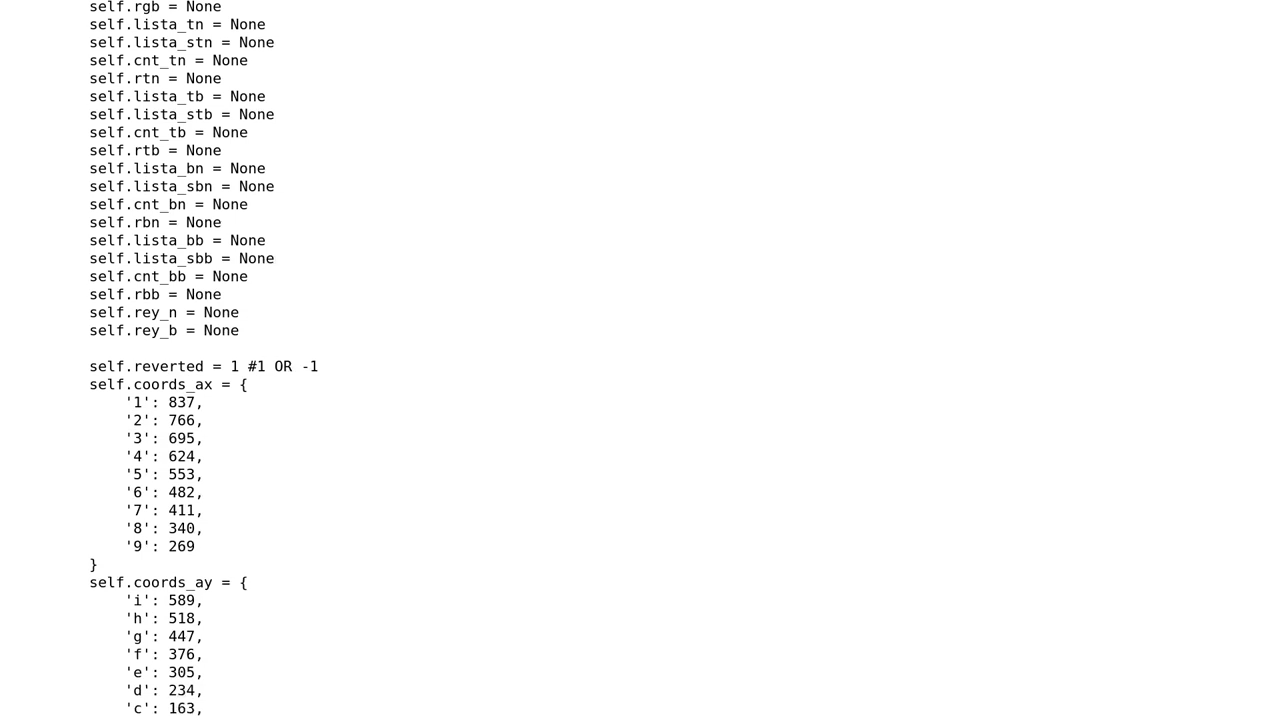 self.rgb = None
self.lista_tn = None
self.lista_stn = None
self.cnt_tn = None
self.rtn = None
self.lista_tb = None
self.lista_stb = None
self.cnt_tb = None
self.rtb = None
self.lista_bn = None
self.lista_sbn = None
self.cnt_bn = None
self.rbn = None
self.lista_bb = None
self.lista_sbb = None
self.cnt_bb = None
self.rbb = None
self.rey_n = None
self.rey_b = None
self.reverted = 1 #1 OR -1
self.coords_ax = {
'1': 837,
'2': 766,
'3': 695,
'4': 624,
'5': 553,
'6': 482,
'7': 411,
'8': 340,
'9': 269
}
self.coords_ay = {
'i': 589,
'h': 518,
'g': 447,
'f': 376,
'e': 305,
'd': 234,
'c': 163,